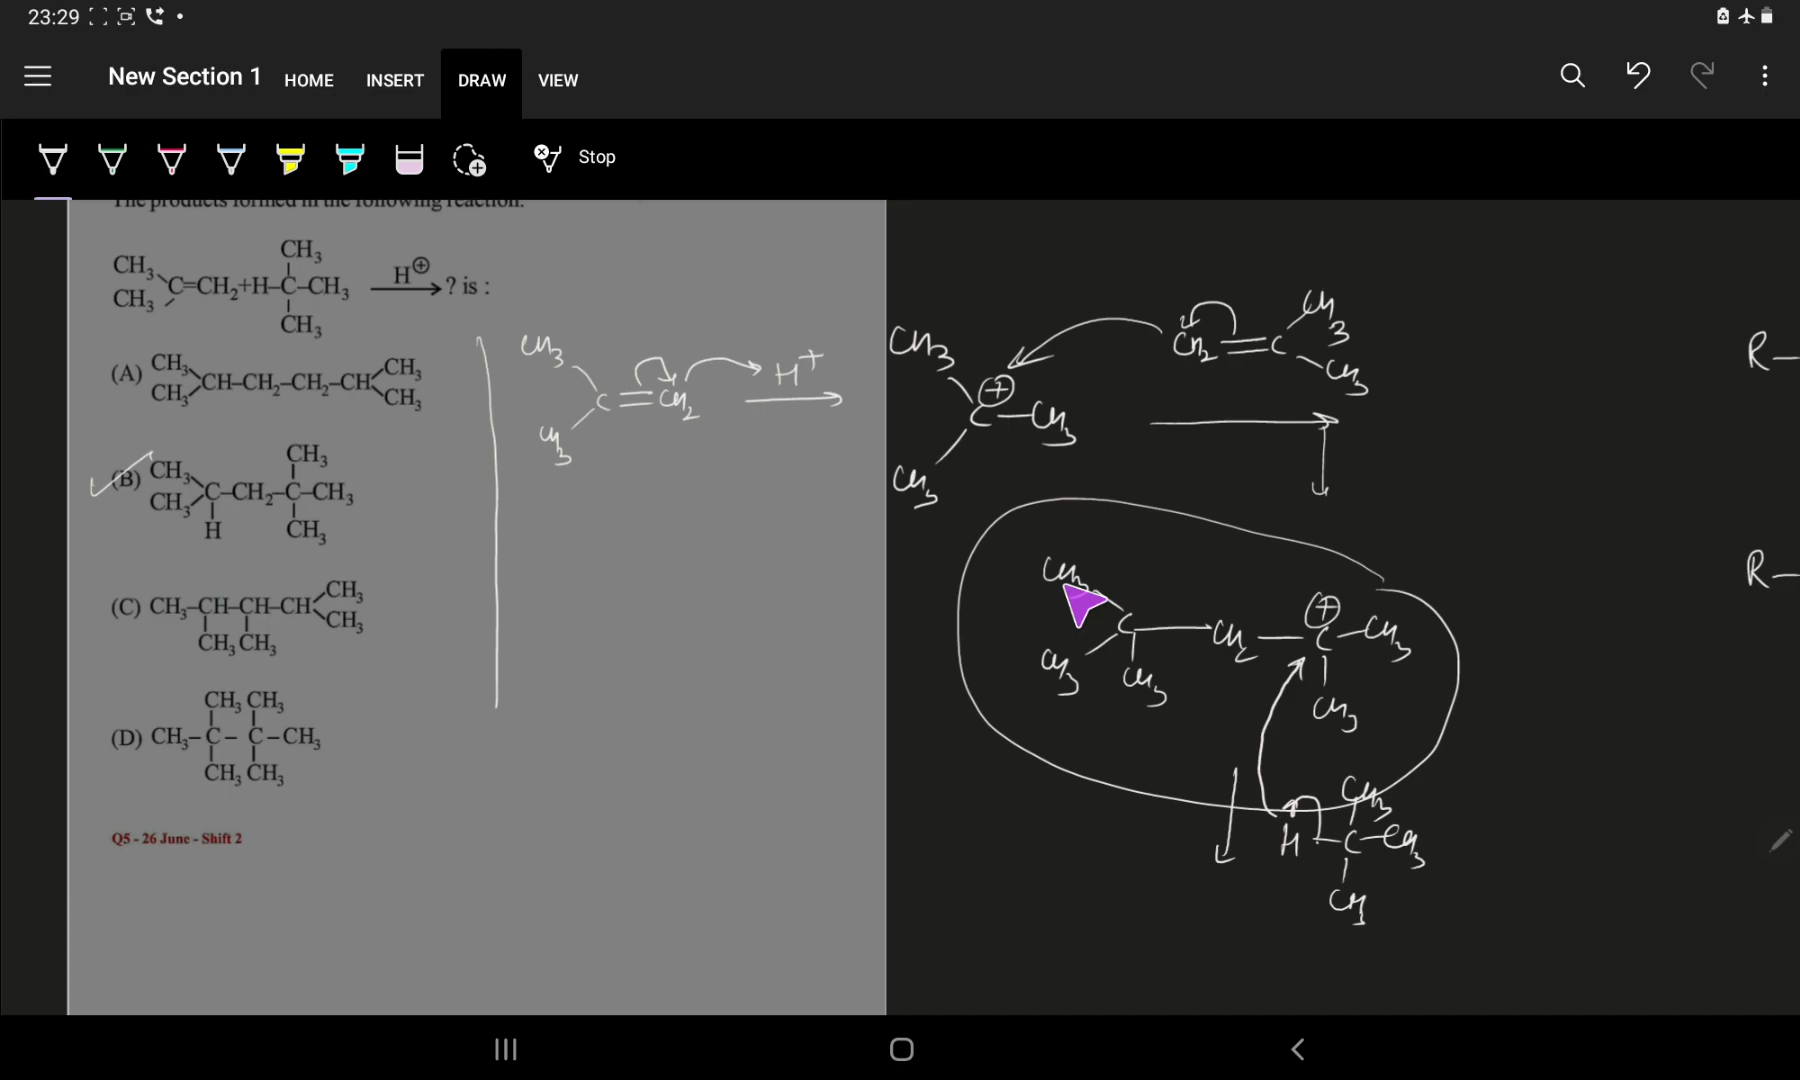 23:29
New Section 1 HOME INSERT DRAW VIEW
Stop
The products formed in the following reaction.
CH3
CH3 C=CH2+H-C-CH3 H⊕ ? is :
CH3
CH3
(A) CH3 CH-CH2-CH2-CH CH3
CH3 CH3
CH3
(B) CH3 C-CH2-C-CH3
CH3 H CH3
(C) CH3-CH-CH-CH CH3
CH3 CH3 CH3
CH3 CH3
(D) CH3-C-C-CH3
CH3 CH3
Q5 - 26 June - Shift 2
CH3
C=CH2 H+
CH3
CH3 CH2=C CH3
CH3
⊕
C-CH3
CH3
CH3 ⊕
C-CH2-C-CH3
CH3 CH3 CH3
CH3
H-C-CH3
CH3
R-
R-